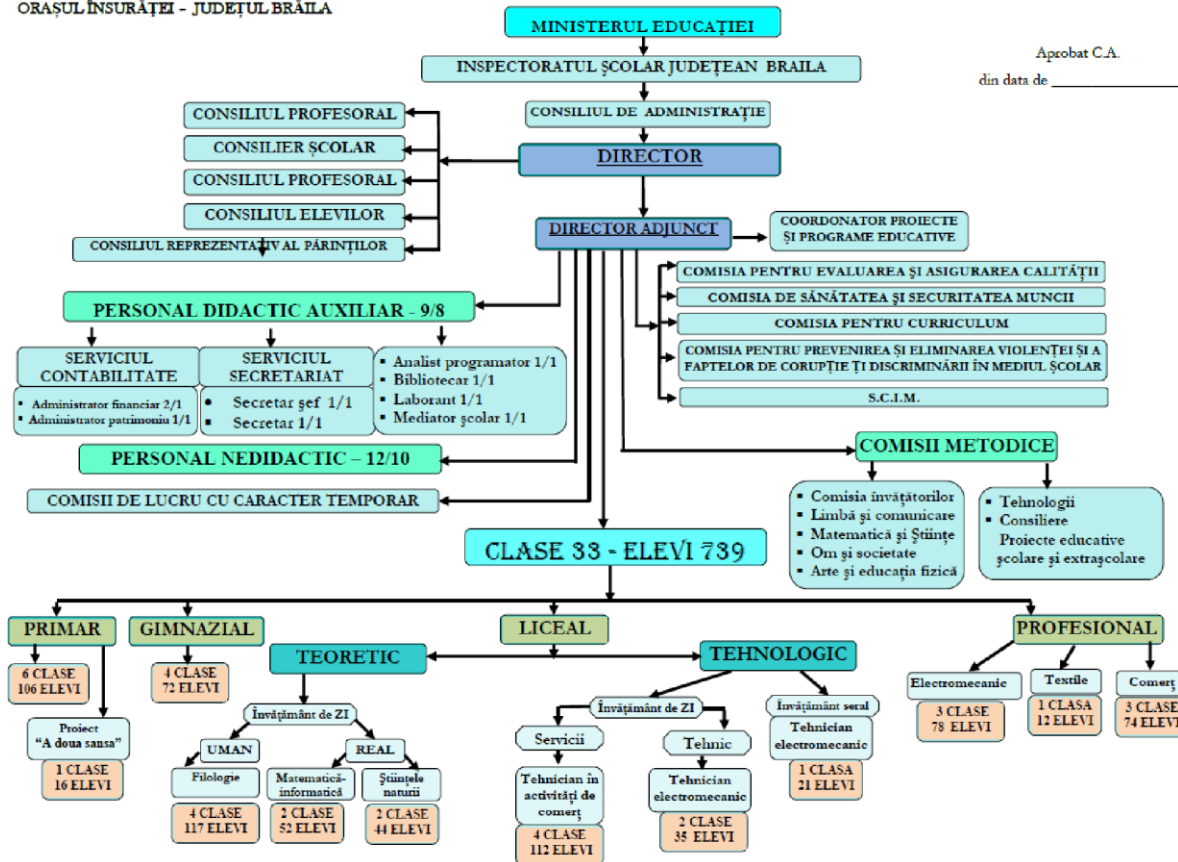 ORAȘUL ÎNSURĂȚEI – JUDEȚUL BRĂILA
MINISTERUL EDUCAȚIEI
Aprobat C.A.
din data de ________________
INSPECTORATUL ȘCOLAR JUDEȚEAN BRAILA
CONSILIUL DE ADMINISTRAȚIE
CONSILIUL PROFESORAL
CONSILIER ȘCOLAR
CONSILIUL PROFESORAL
CONSILIUL ELEVILOR
CONSILIUL REPREZENTATIV AL PĂRINȚILOR
DIRECTOR
DIRECTOR ADJUNCT
COORDONATOR PROIECTE
ȘI PROGRAME EDUCATIVE
COMISIA PENTRU EVALUAREA ȘI ASIGURAREA CALITĂȚII
COMISIA DE SĂNĂTATEA ȘI SECURITATEA MUNCII
COMISIA PENTRU CURRICULUM
COMISIA PENTRU PREVENIREA ȘI ELIMINAREA VIOLENȚEI ȘI A
FAPTELOR DE CORUPȚIE ȚI DISCRIMINĂRII ÎN MEDIUL ȘCOLAR
S.C.I.M.
PERSONAL DIDACTIC AUXILIAR - 9/8
SERVICIUL
CONTABILITATE
▪ Administrator financiar 2/1
▪ Administrator patrimoniu 1/1
SERVICIUL
SECRETARIAT
• Secretar șef 1/1
• Secretar 1/1
▪ Analist programator 1/1
▪ Bibliotecar 1/1
▪ Laborant 1/1
▪ Mediator școlar 1/1
PERSONAL NEDIDACTIC – 12/10
COMISII DE LUCRU CU CARACTER TEMPORAR
COMISII METODICE
▪ Comisia învățătorilor
▪ Limbă și comunicare
▪ Matematică și Științe
▪ Om și societate
▪ Arte și educația fizică
▪ Tehnologii
▪ Consiliere
Proiecte educative
școlare și extrașcolare
CLASE 33 - ELEVI 739
PRIMAR
6 CLASE
106 ELEVI
Proiect
"A doua sansa"
1 CLASE
16 ELEVI
GIMNAZIAL
4 CLASE
72 ELEVI
LICEAL
TEORETIC
Învățământ de ZI
UMAN
Filologie
4 CLASE
117 ELEVI
REAL
Matematică-
informatică
2 CLASE
52 ELEVI
Științele
naturii
2 CLASE
44 ELEVI
TEHNOLOGIC
Învățământ de ZI
Servicii
Tehnician în
activități de
comerț
4 CLASE
112 ELEVI
Tehnic
Tehnician
electromecanic
2 CLASE
35 ELEVI
Învățământ seral
Tehnician
electromecanic
1 CLASA
21 ELEVI
PROFESIONAL
Electromecanic
3 CLASE
78 ELEVI
Textile
1 CLASA
12 ELEVI
Comerț
3 CLASE
74 ELEVI